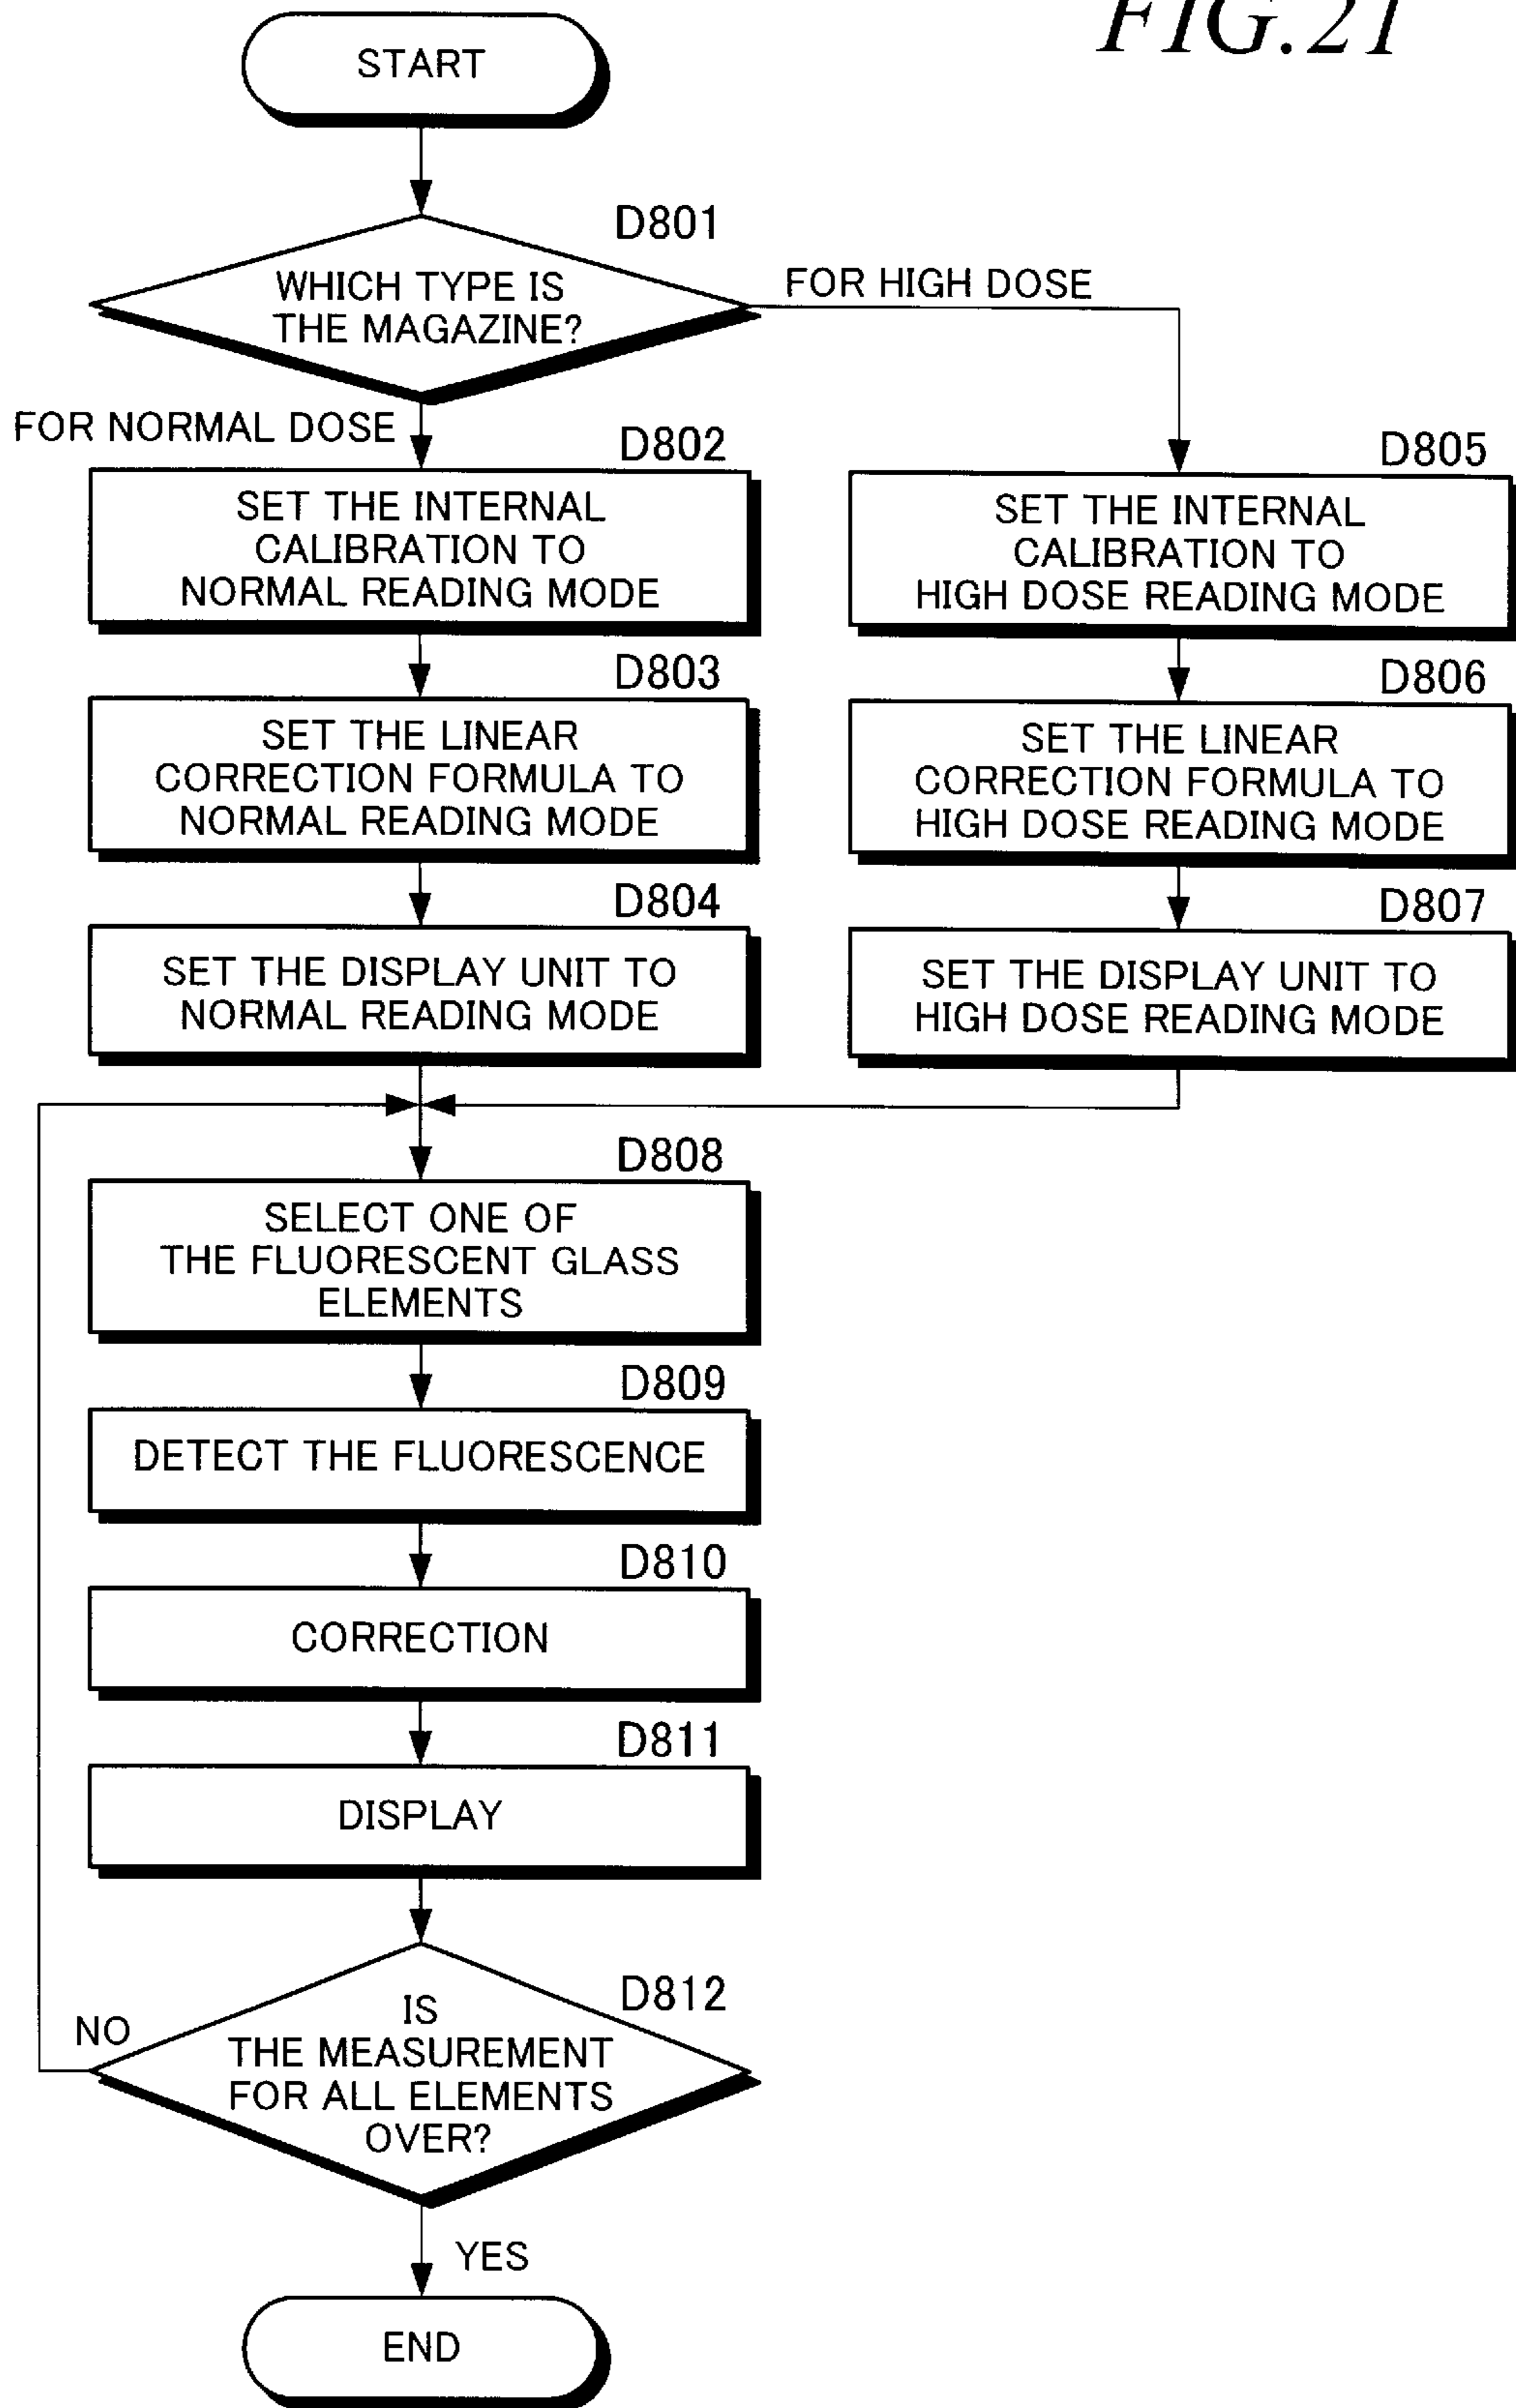 FIG.21
START
D801
WHICH TYPE IS
THE MAGAZINE?
FOR HIGH DOSE
FOR NORMAL DOSE
D802
SET THE INTERNAL
CALIBRATION TO
NORMAL READING MODE
D805
SET THE INTERNAL
CALIBRATION TO
HIGH DOSE READING MODE
D803
SET THE LINEAR
CORRECTION FORMULA TO
NORMAL READING MODE
D806
SET THE LINEAR
CORRECTION FORMULA TO
HIGH DOSE READING MODE
D804
SET THE DISPLAY UNIT TO
NORMAL READING MODE
D807
SET THE DISPLAY UNIT TO
HIGH DOSE READING MODE
D808
SELECT ONE OF
THE FLUORESCENT GLASS
ELEMENTS
D809
DETECT THE FLUORESCENCE
D810
CORRECTION
D811
DISPLAY
D812
IS
THE MEASUREMENT
FOR ALL ELEMENTS
OVER?
NO
YES
END